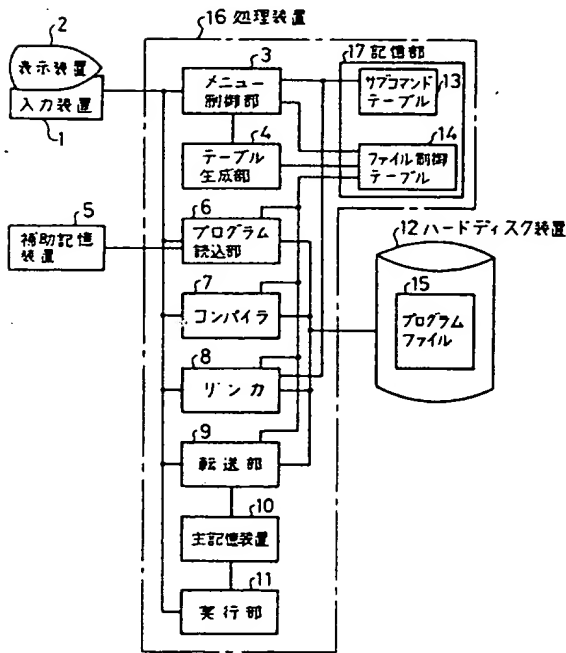 16 処理装置
2
表示装置
入力装置
1
3
メニュー
制御部
4
テーブル
生成部
17 記憶部
サブコマンド
テーブル
13
14
ファイル制御
テーブル
5
補助記憶
装置
6
プログラム
読込部
7
コンパイラ
8
リンカ
9
転送部
10
主記憶装置
11
実行部
12 ハードディスク装置
15
プログラム
ファイル